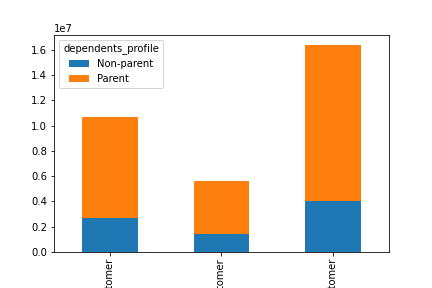 1e7
dependents_profile
Non-parent
Parent
1.6
1.4
1.2
1.0
0.8
0.6
0.4
0.2
0.0
tomer
tomer
tomer